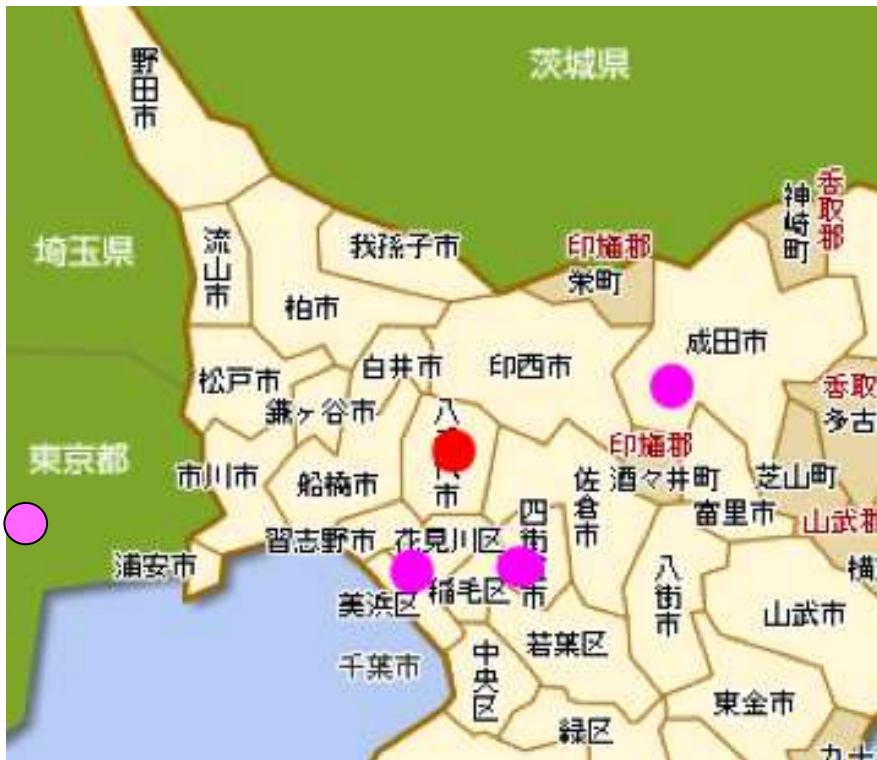 野田市
茨城県
神崎町
香取郡
埼玉県
流山市
我孫子市
印旛郡
栄町
柏市
成田市
白井市
印西市
松戸市
鎌ヶ谷市
香取
多古
八
市
東京都
市川市
船橋市
印旛郡
酒々井町
芝山町
佐倉市
富里市
山武郡
四街
市
習志野市
花見川区
浦安市
八街市
横
稲毛区
美浜区
山武市
若葉区
千葉市
中央区
東金市
緑区
九十